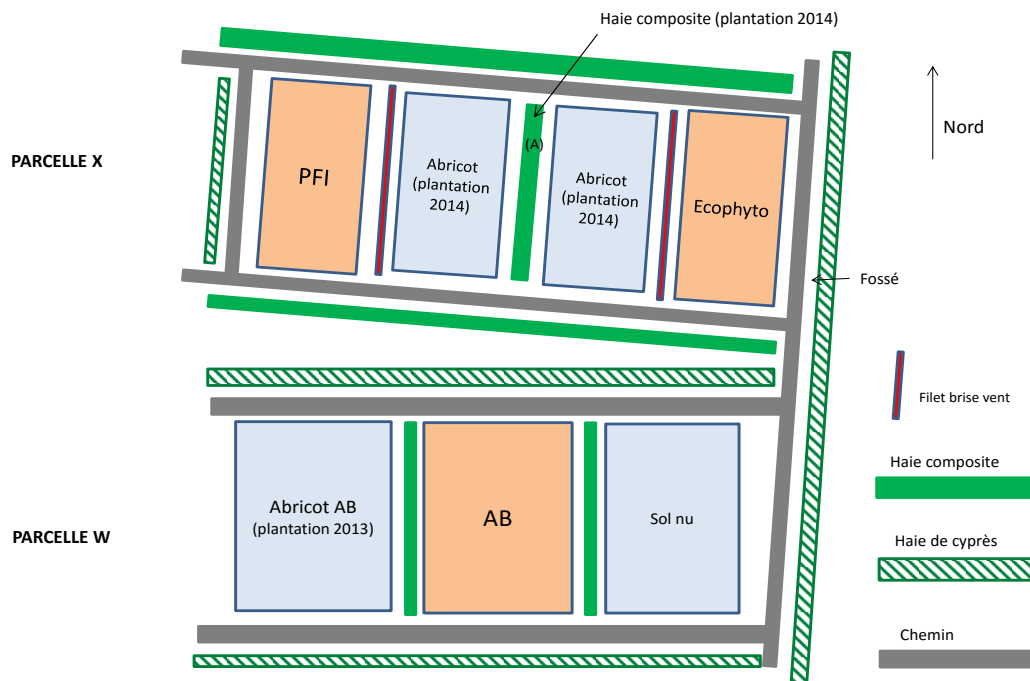 Haie composite (plantation 2014)
Nord
PARCELLE X
PFI
Abricot
(plantation
2014)
(A)
Abricot
(plantation
2014)
Ecophyto
Fossé
Filet brise vent
Haie composite
Haie de cyprès
Chemin
PARCELLE W
Abricot AB
(plantation 2013)
AB
Sol nu